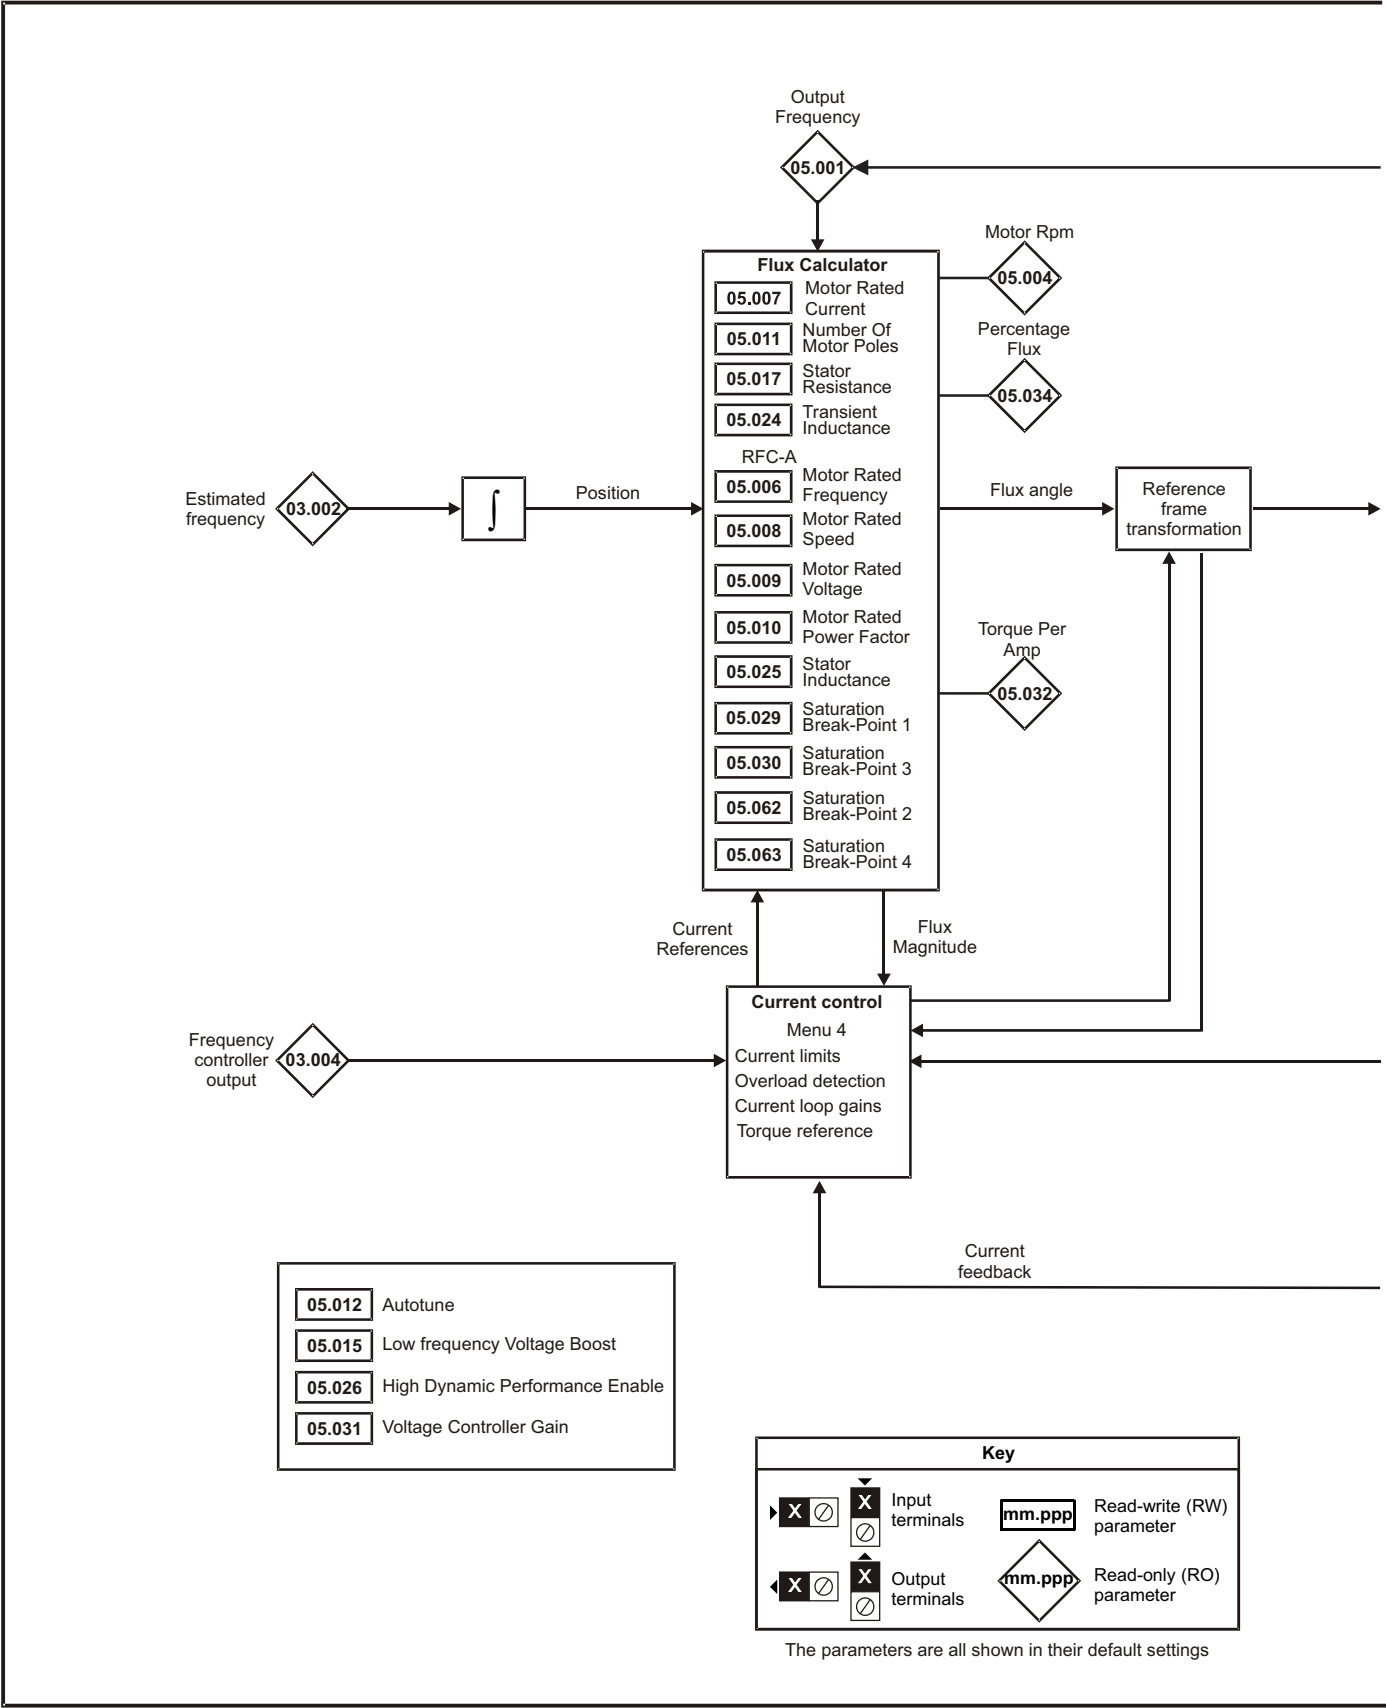 Output
Frequency
05.001
Motor Rpm
05.004
Flux Calculator
05.007 Motor Rated
Current
05.011 Number Of
Motor Poles
05.017 Stator
Resistance
05.024 Transient
Inductance
RFC-A
05.006 Motor Rated
Frequency
05.008 Motor Rated
Speed
05.009 Motor Rated
Voltage
05.010 Motor Rated
Power Factor
05.025 Stator
Inductance
05.029 Saturation
Break-Point 1
05.030 Saturation
Break-Point 3
05.062 Saturation
Break-Point 2
05.063 Saturation
Break-Point 4
Percentage
Flux
05.034
Estimated
frequency
03.002
∫
Position
Flux angle
Reference
frame
transformation
Torque Per
Amp
05.032
Current
References
Flux
Magnitude
Frequency
controller
output
03.004
Current control
Menu 4
Current limits
Overload detection
Current loop gains
Torque reference
Current
feedback
05.012 Autotune
05.015 Low frequency Voltage Boost
05.026 High Dynamic Performance Enable
05.031 Voltage Controller Gain
Key
X
X
Input
terminals
mm.ppp
Read-write (RW)
parameter
X
X
Output
terminals
mm.ppp
Read-only (RO)
parameter
The parameters are all shown in their default settings